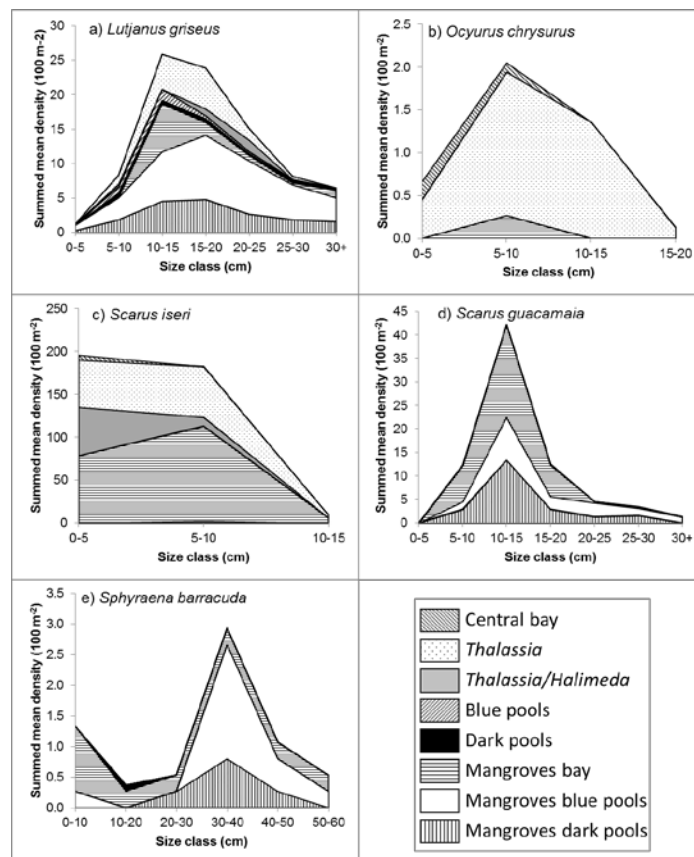 a) Lutjanus griseus
Summed mean density (100 m-2)
30
25
20
15
10
5
0
0-5 5-10 10-15 15-20 20-25 25-30 30+
Size class (cm)
b) Ocyurus chrysurus
Summed mean density (100 m-2)
2.5
2.0
1.5
1.0
0.5
0.0
0-5 5-10 10-15 15-20
Size class (cm)
c) Scarus iseri
Summed mean density (100 m-2)
250
200
150
100
50
0
0-5 5-10 10-15
Size class (cm)
d) Scarus guacamaia
Summed mean density (100 m-2)
45
40
35
30
25
20
15
10
5
0
0-5 5-10 10-15 15-20 20-25 25-30 30+
Size class (cm)
e) Sphyraena barracuda
Summed mean density (100 m-2)
3.5
3.0
2.5
2.0
1.5
1.0
0.5
0.0
0-10 10-20 20-30 30-40 40-50 50-60
Size class (cm)
Central bay
Thalassia
Thalassia/Halimeda
Blue pools
Dark pools
Mangroves bay
Mangroves blue pools
Mangroves dark pools